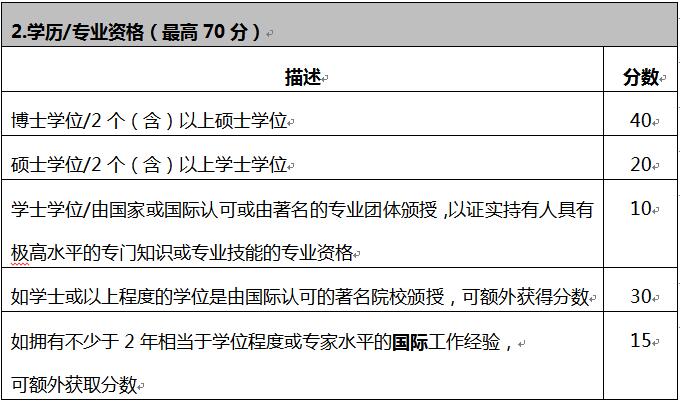 2.学历/专业资格（最高 70 分）
描述
分数
博士学位/2 个（含）以上硕士学位
40
硕士学位/2 个（含）以上学士学位
20
学士学位/由国家或国际认可或由著名的专业团体颁授,以证实持有人具有
10
极高水平的专门知识或专业技能的专业资格
如学士或以上程度的学位是由国际认可的著名院校颁授，可额外获得分数
30
如拥有不少于 2 年相当于学位程度或专家水平的国际工作经验，
15
可额外获取分数